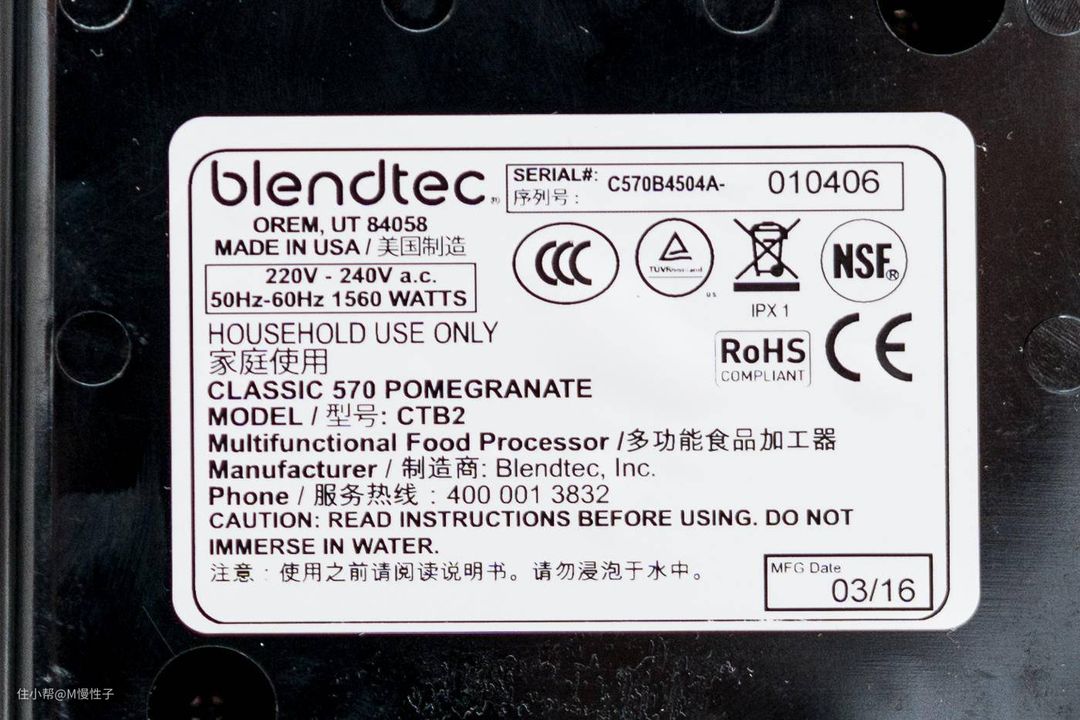 blendtec®
OREM, UT 84058
MADE IN USA / 美国制造
220V - 240V a.c.
50Hz-60Hz 1560 WATTS
SERIAL#: C570B4504A- 010406
序列号：
CCC
TÜVRheinland
US
NSF®
IPX 1
RoHS
COMPLIANT
CE
HOUSEHOLD USE ONLY
家庭使用
CLASSIC 570 POMEGRANATE
MODEL / 型号: CTB2
Multifunctional Food Processor /多功能食品加工器
Manufacturer / 制造商: Blendtec, Inc.
Phone / 服务热线：400 001 3832
CAUTION: READ INSTRUCTIONS BEFORE USING. DO NOT
IMMERSE IN WATER.
注意：使用之前请阅读说明书。请勿浸泡于水中。
MFG Date
03/16
住小帮@M慢性子